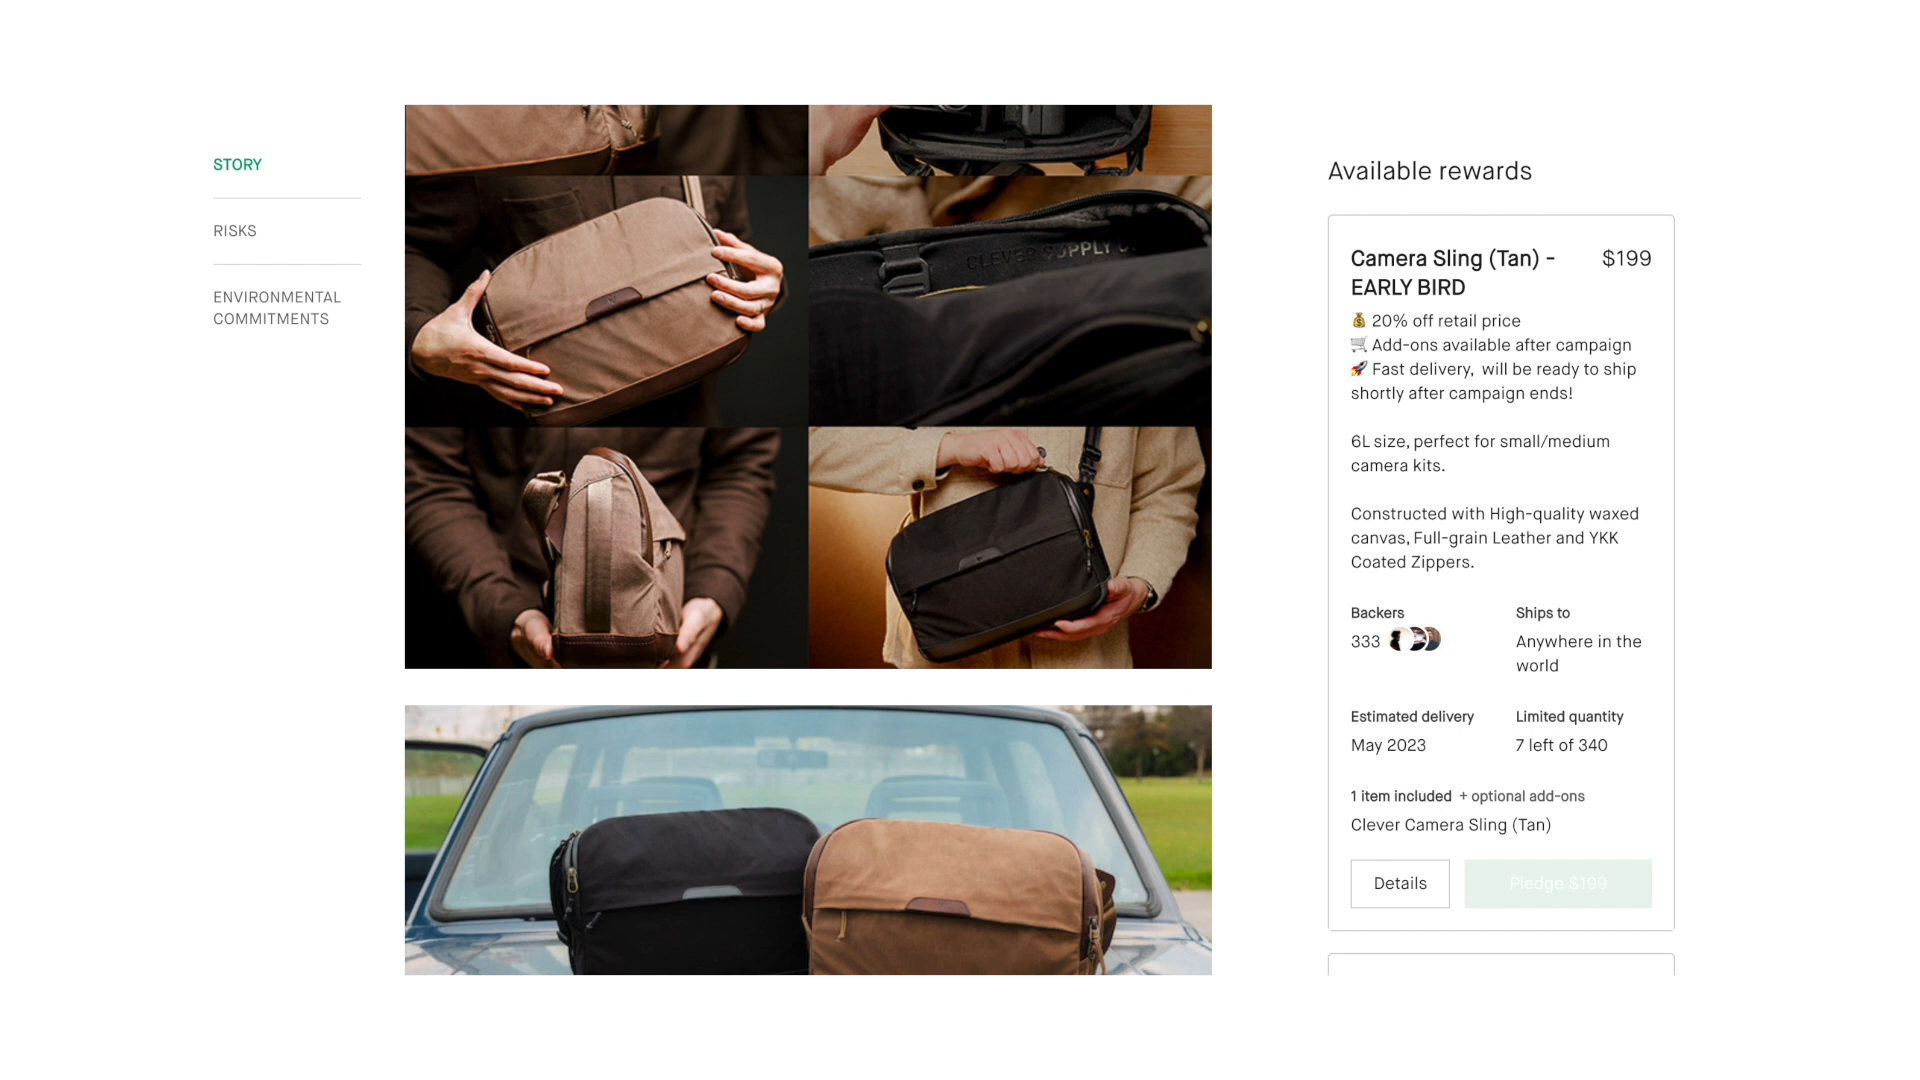 STORY
RISKS
ENVIRONMENTAL
COMMITMENTS
CLEVER SUPPLY
Available rewards
Camera Sling (Tan) - $199
EARLY BIRD
💰 20% off retail price
🛒 Add-ons available after campaign
🚀 Fast delivery, will be ready to ship
shortly after campaign ends!
6L size, perfect for small/medium
camera kits.
Constructed with High-quality waxed
canvas, Full-grain Leather and YKK
Coated Zippers.
Backers
333
Ships to
Anywhere in the
world
Estimated delivery
May 2023
Limited quantity
7 left of 340
1 item included + optional add-ons
Clever Camera Sling (Tan)
Details
Pledge $199